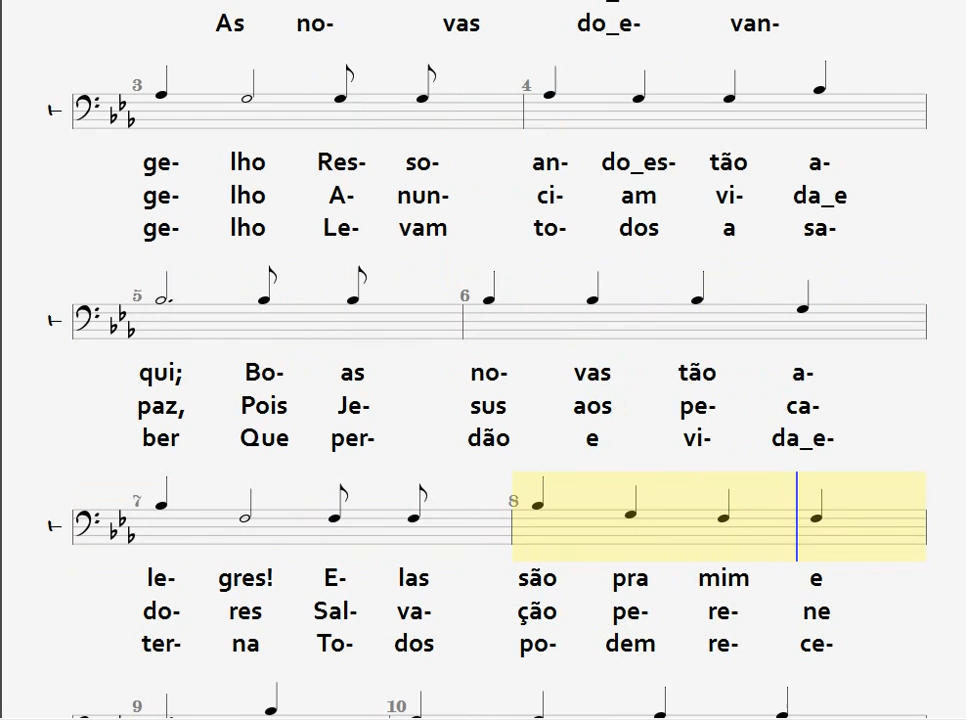 As no- vas do_e- van-
3 4
T
ge- lho Res- so- an- do_es- tão a-
ge- lho A- nun- ci- am vi- da_e
ge- lho Le- vam to- dos a sa-
5 6
T
qui; Bo- as no- vas tão a-
paz, Pois Je- sus aos pe- ca-
ber Que per- dão e vi- da_e-
7 8
T
le- gres! E- las são pra mim e
do- res Sal- va- ção pe- re- ne
ter- na To- dos po- dem re- ce-
9 10